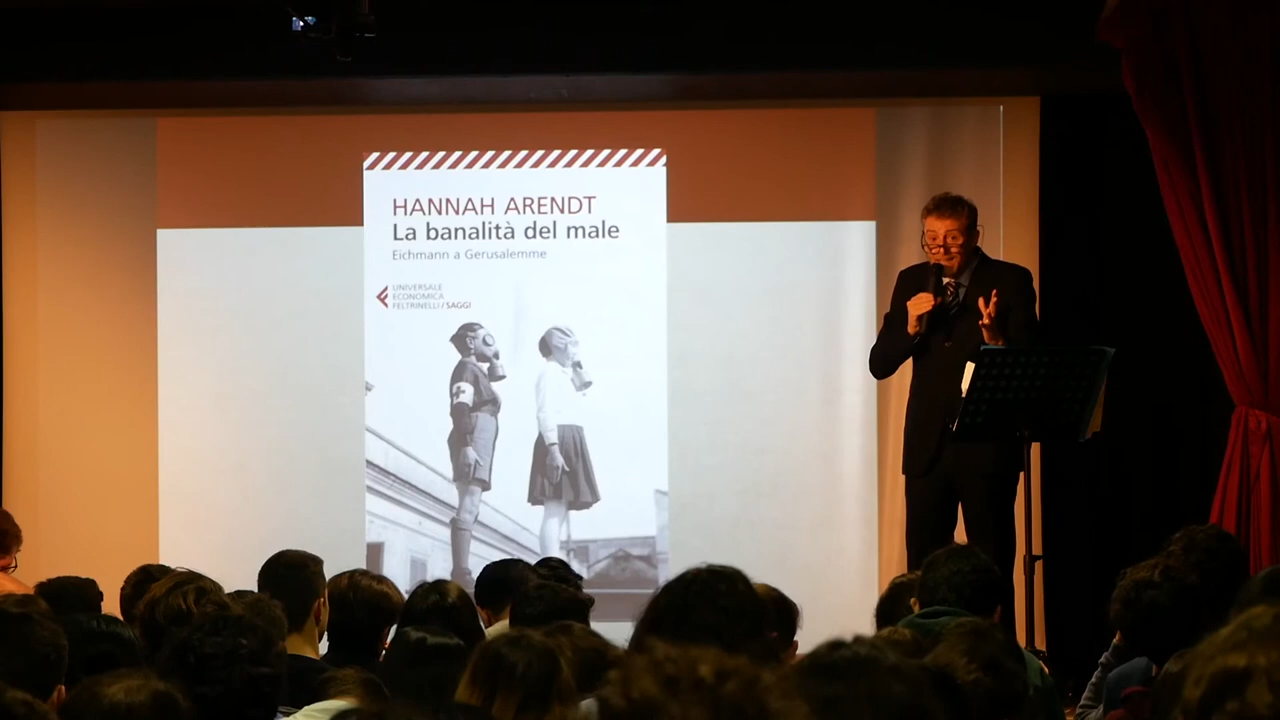 HANNAH ARENDT
La banalità del male
Eichmann a Gerusalemme
UNIVERSALE
ECONOMICA
FELTRINELLI / SAGGI